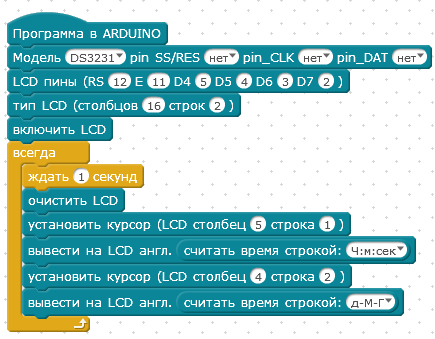 Программа в ARDUINO
Модель DS3231 pin SS/RES нет pin_CLK нет pin_DAT нет
LCD пины (RS 12 E 11 D4 5 D5 4 D6 3 D7 2 )
тип LCD (столбцов 16 строк 2 )
включить LCD
всегда
ждать 1 секунд
очистить LCD
установить курсор (LCD столбец 5 строка 1 )
вывести на LCD англ. считать время строкой: Ч:м:сек
установить курсор (LCD столбец 4 строка 2 )
вывести на LCD англ. считать время строкой: д-М-Г